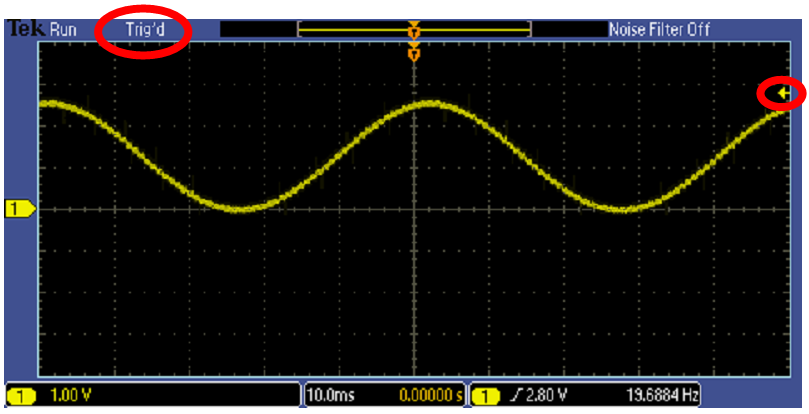 Tek Run Trig'd Noise Filter Off
T
T
1
1 1.00 V 10.0ms 0.00000 s 1 2.80 V 19.6884 Hz